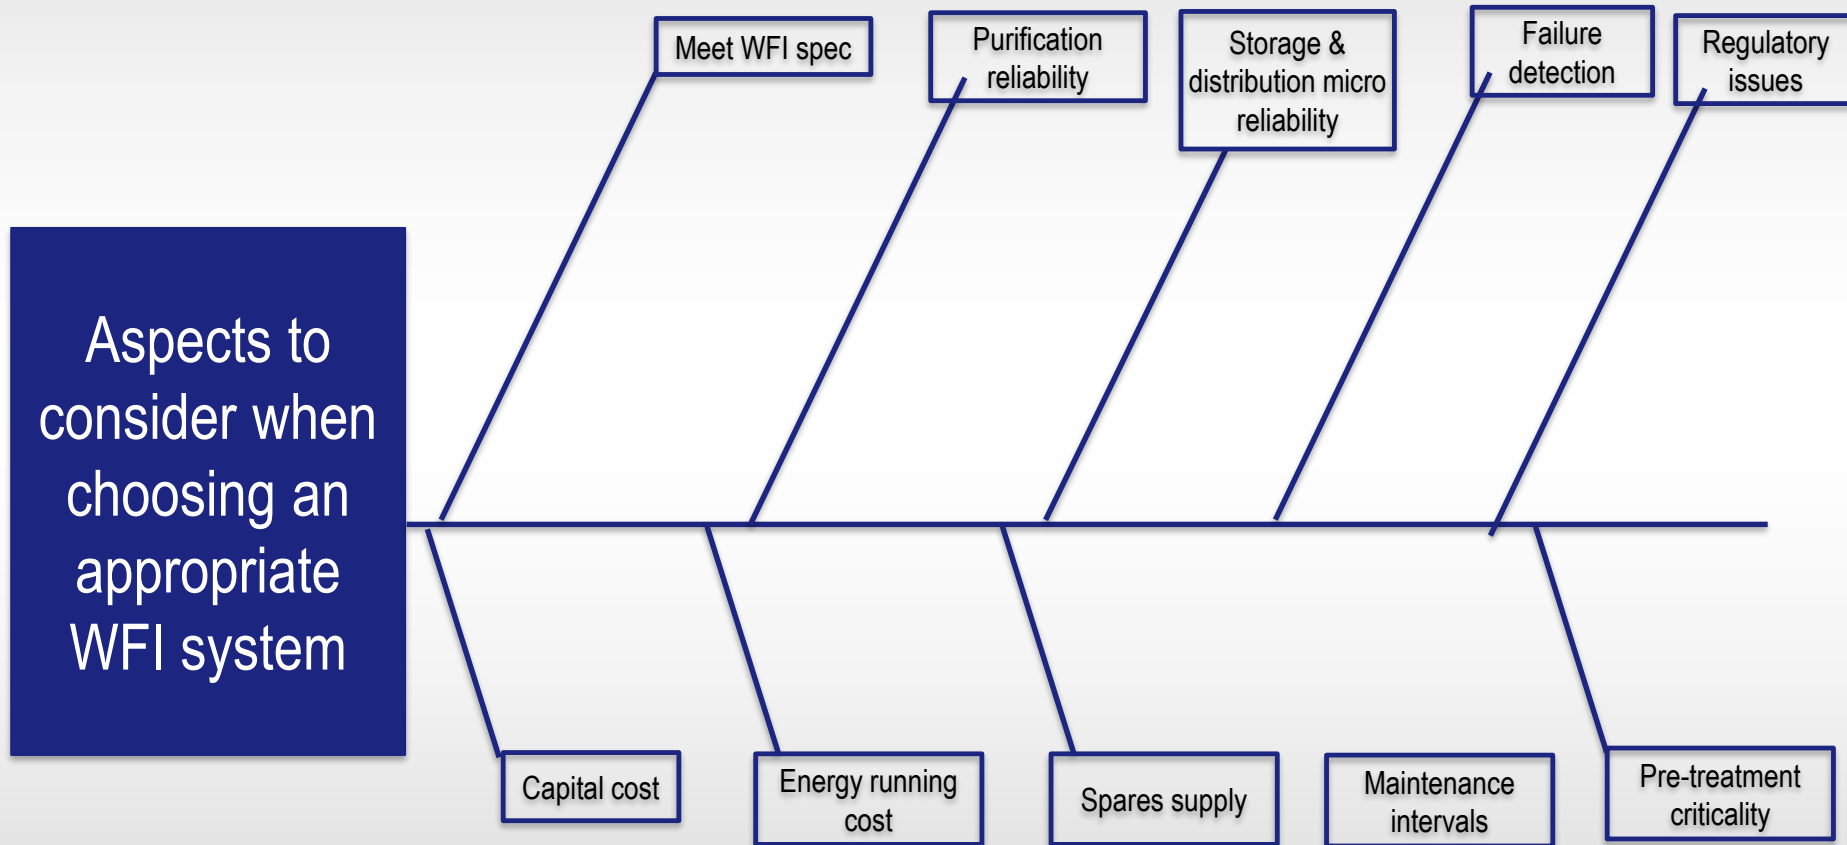 Meet WFI spec
Purification
reliability
Storage &
distribution micro
reliability
Failure
detection
Regulatory
issues
Aspects to
consider when
choosing an
appropriate
WFI system
Capital cost
Energy running
cost
Spares supply
Maintenance
intervals
Pre-treatment
criticality